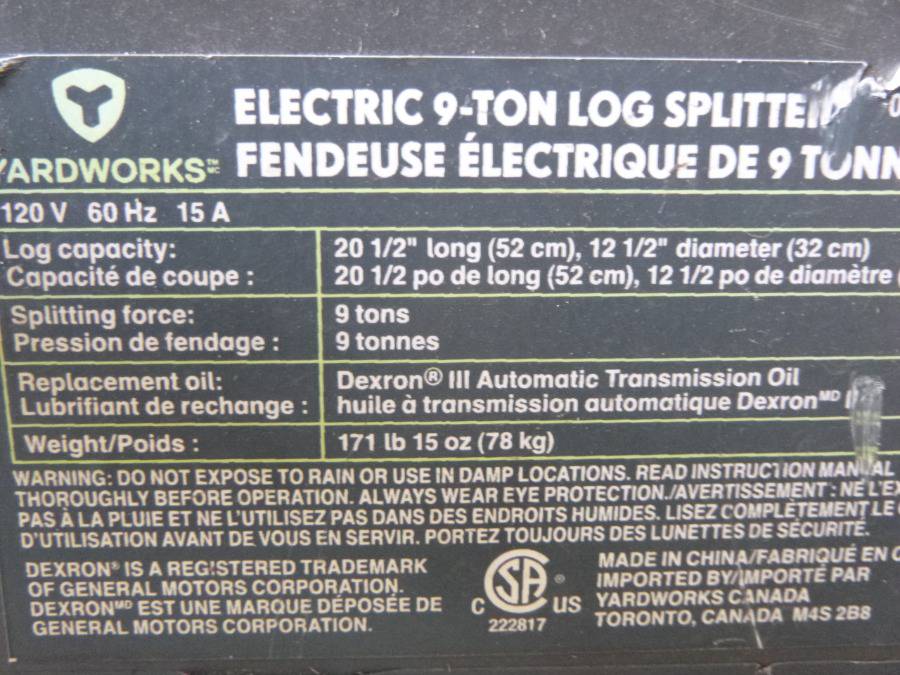 ELECTRIC 9-TON LOG SPLITTER
YARDWORKS™ MC
FENDEUSE ÉLECTRIQUE DE 9 TONN
120 V 60 Hz 15 A
Log capacity: 20 1/2" long (52 cm), 12 1/2" diameter (32 cm)
Capacité de coupe : 20 1/2 po de long (52 cm), 12 1/2 po de diamètre (
Splitting force: 9 tons
Pression de fendage : 9 tonnes
Replacement oil: Dexron® III Automatic Transmission Oil
Lubrifiant de rechange : huile à transmission automatique Dexron MD
Weight/Poids : 171 lb 15 oz (78 kg)
WARNING: DO NOT EXPOSE TO RAIN OR USE IN DAMP LOCATIONS. READ INSTRUCTION MANUAL
THOROUGHLY BEFORE OPERATION. ALWAYS WEAR EYE PROTECTION./AVERTISSEMENT : NE L'EX
PAS À LA PLUIE ET NE L'UTILISEZ PAS DANS DES ENDROITS HUMIDES. LISEZ COMPLÈTEMENT LE
D'UTILISATION AVANT DE VOUS EN SERVIR. PORTEZ TOUJOURS DES LUNETTES DE SÉCURITÉ.
DEXRON® IS A REGISTERED TRADEMARK
OF GENERAL MOTORS CORPORATION.
DEXRON MD EST UNE MARQUE DÉPOSÉE DE
GENERAL MOTORS CORPORATION.
C SA ® US
222817
MADE IN CHINA/FABRIQUÉ EN C
IMPORTED BY/IMPORTÉ PAR
YARDWORKS CANADA
TORONTO, CANADA M4S 2B8